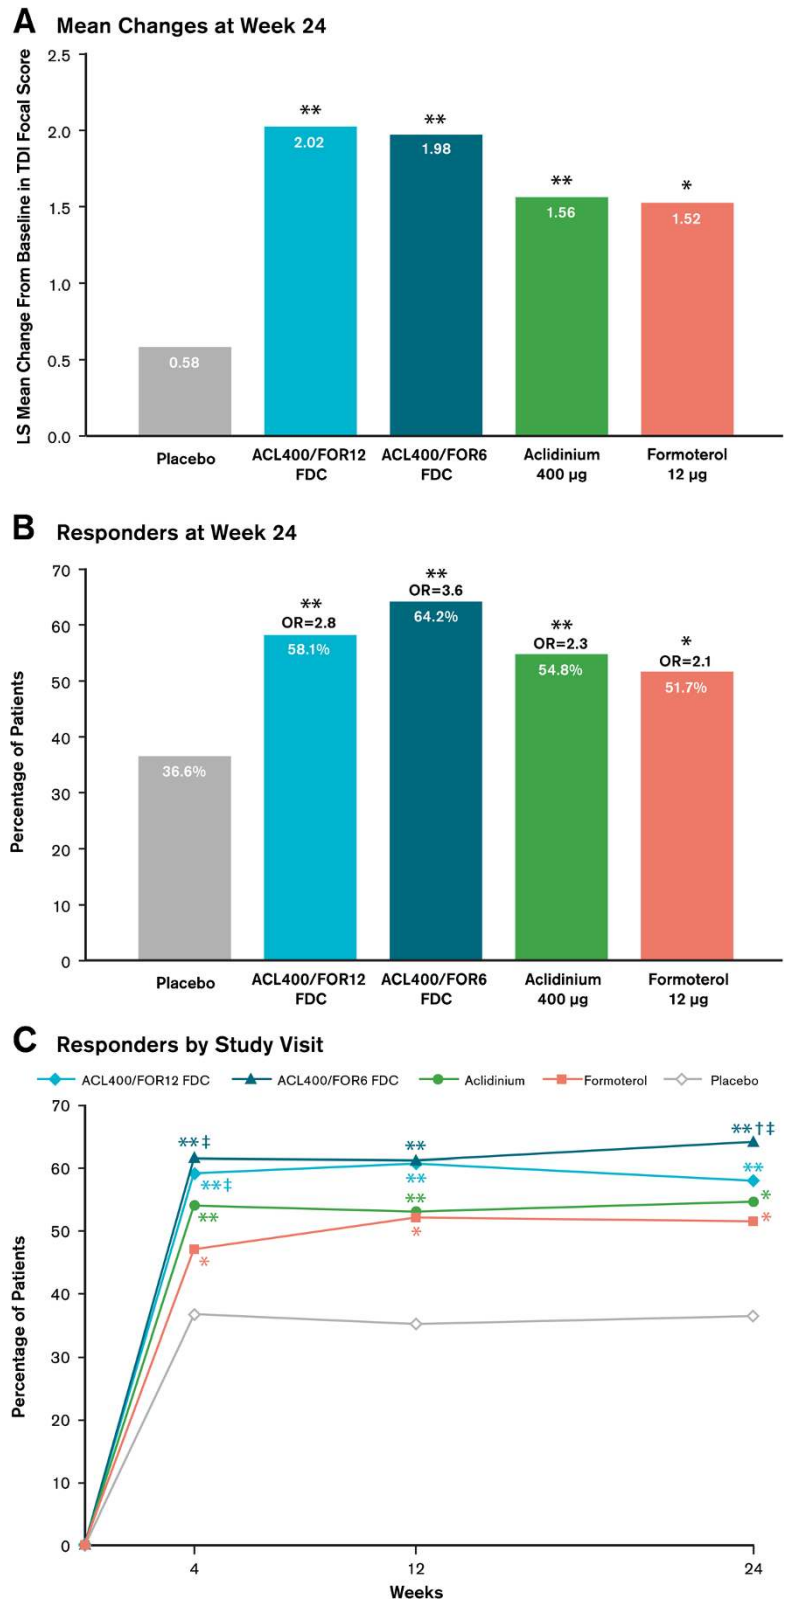 A Mean Changes at Week 24
LS Mean Change From Baseline in TDI Focal Score
2.5
2.0
1.5
1.0
0.5
0.0
0.58
**
2.02
**
1.98
**
1.56
*
1.52
Placebo
ACL400/FOR12
FDC
ACL400/FOR6
FDC
Aclidinium
400 µg
Formoterol
12 µg
B Responders at Week 24
Percentage of Patients
70
60
50
40
30
20
10
0
36.6%
**
OR=2.8
58.1%
**
OR=3.6
64.2%
**
OR=2.3
54.8%
*
OR=2.1
51.7%
Placebo
ACL400/FOR12
FDC
ACL400/FOR6
FDC
Aclidinium
400 µg
Formoterol
12 µg
C Responders by Study Visit
ACL400/FOR12 FDC ACL400/FOR6 FDC Aclidinium Formoterol Placebo
Percentage of Patients
70
60
50
40
30
20
10
0
**‡
**‡
**
*
**
**
**
*
**†‡
**
*
*
4 12 24
Weeks